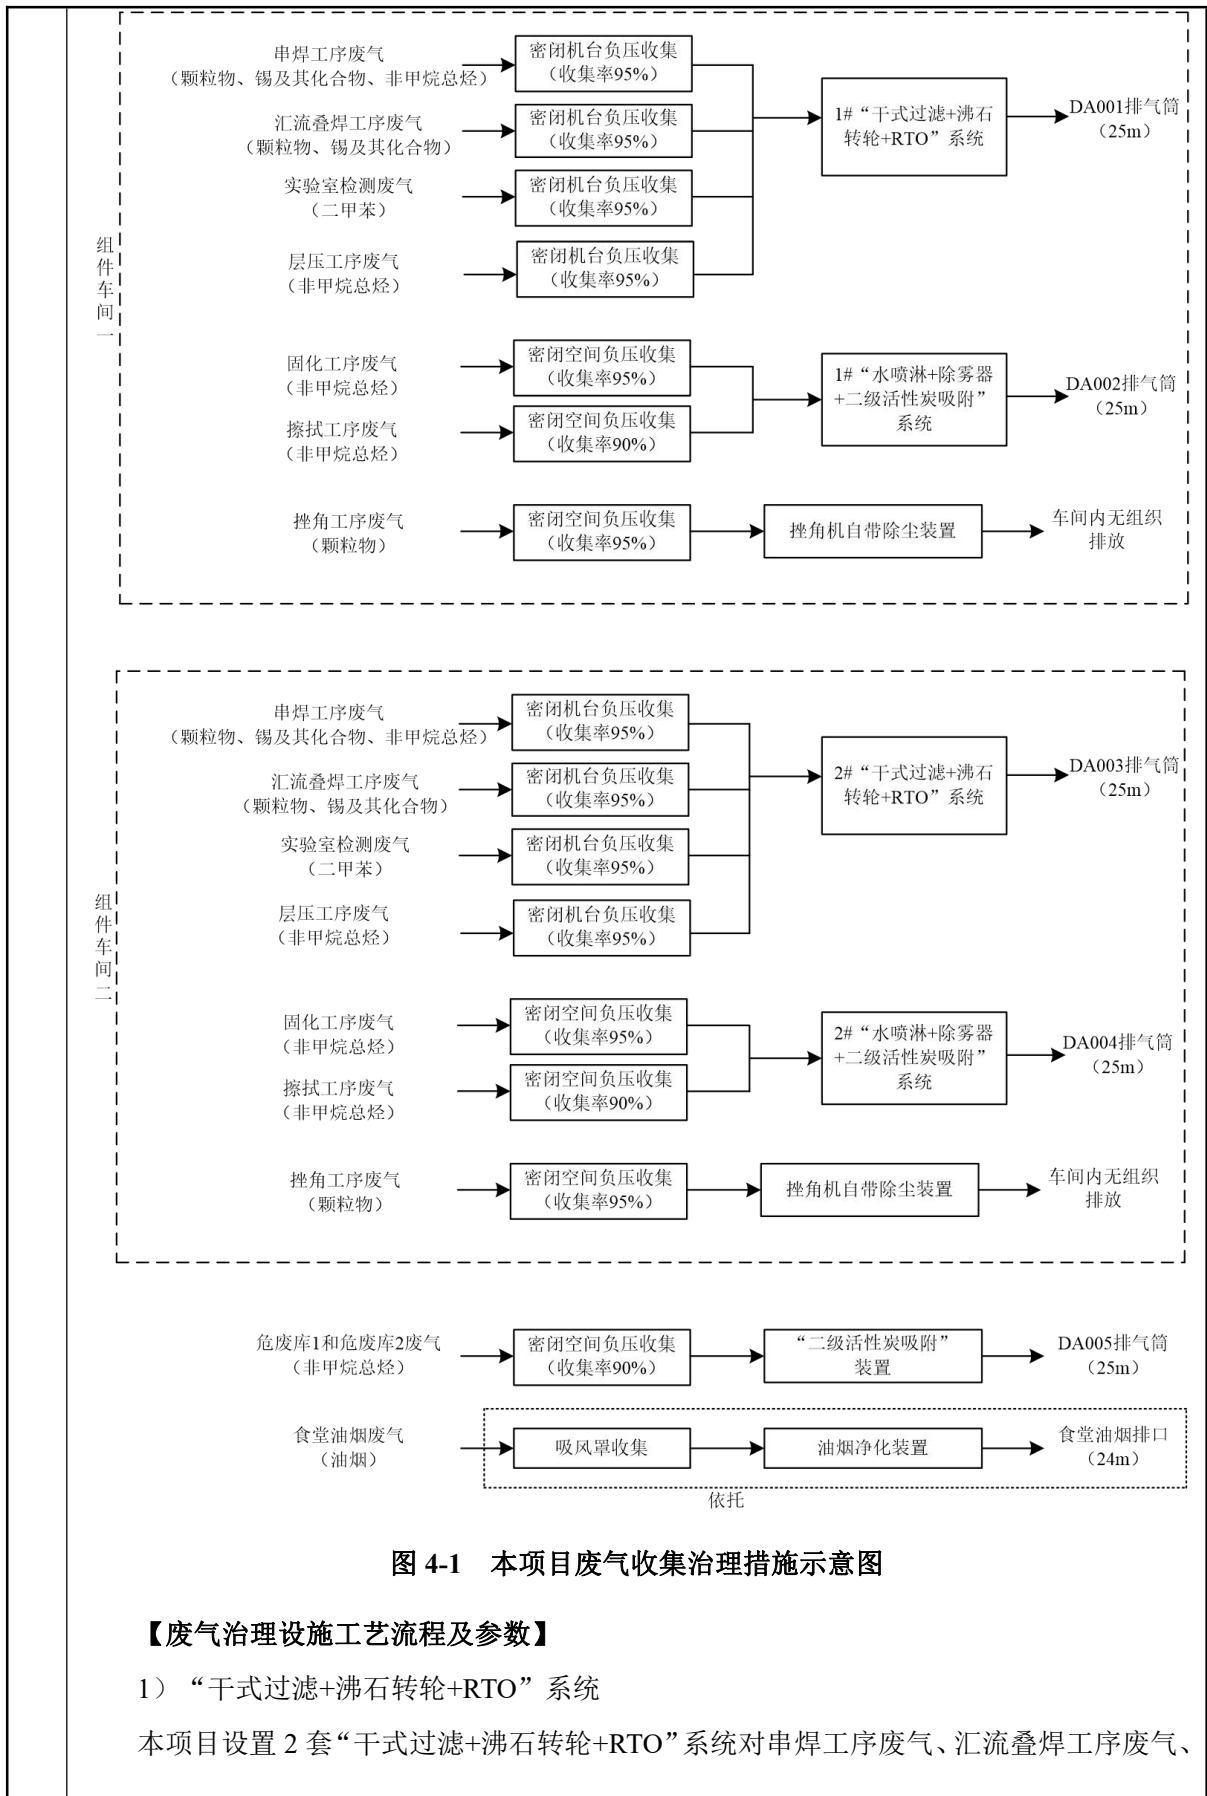 串焊工序废气
（颗粒物、锡及其化合物、非甲烷总烃）
密闭机台负压收集
（收集率95%）
汇流叠焊工序废气
（颗粒物、锡及其化合物）
密闭机台负压收集
（收集率95%）
实验室检测废气
（二甲苯）
密闭机台负压收集
（收集率95%）
层压工序废气
（非甲烷总烃）
密闭机台负压收集
（收集率95%）
1#“干式过滤+沸石
转轮+RTO”系统
DA001排气筒
（25m）
组件车间一
固化工序废气
（非甲烷总烃）
密闭空间负压收集
（收集率95%）
擦拭工序废气
（非甲烷总烃）
密闭空间负压收集
（收集率90%）
1#“水喷淋+除雾器
+二级活性炭吸附”
系统
DA002排气筒
（25m）
挫角工序废气
（颗粒物）
密闭空间负压收集
（收集率95%）
挫角机自带除尘装置
车间内无组织
排放
串焊工序废气
（颗粒物、锡及其化合物、非甲烷总烃）
密闭机台负压收集
（收集率95%）
汇流叠焊工序废气
（颗粒物、锡及其化合物）
密闭机台负压收集
（收集率95%）
实验室检测废气
（二甲苯）
密闭机台负压收集
（收集率95%）
层压工序废气
（非甲烷总烃）
密闭机台负压收集
（收集率95%）
2#“干式过滤+沸石
转轮+RTO”系统
DA003排气筒
（25m）
组件车间二
固化工序废气
（非甲烷总烃）
密闭空间负压收集
（收集率95%）
擦拭工序废气
（非甲烷总烃）
密闭空间负压收集
（收集率90%）
2#“水喷淋+除雾器
+二级活性炭吸附”
系统
DA004排气筒
（25m）
挫角工序废气
（颗粒物）
密闭空间负压收集
（收集率95%）
挫角机自带除尘装置
车间内无组织
排放
危废库1和危废库2废气
（非甲烷总烃）
密闭空间负压收集
（收集率90%）
“二级活性炭吸附”
装置
DA005排气筒
（25m）
食堂油烟废气
（油烟）
吸风罩收集
油烟净化装置
食堂油烟排口
（24m）
依托
图 4-1 本项目废气收集治理措施示意图
【废气治理设施工艺流程及参数】
1）“干式过滤+沸石转轮+RTO”系统
本项目设置 2 套“干式过滤+沸石转轮+RTO”系统对串焊工序废气、汇流叠焊工序废气、